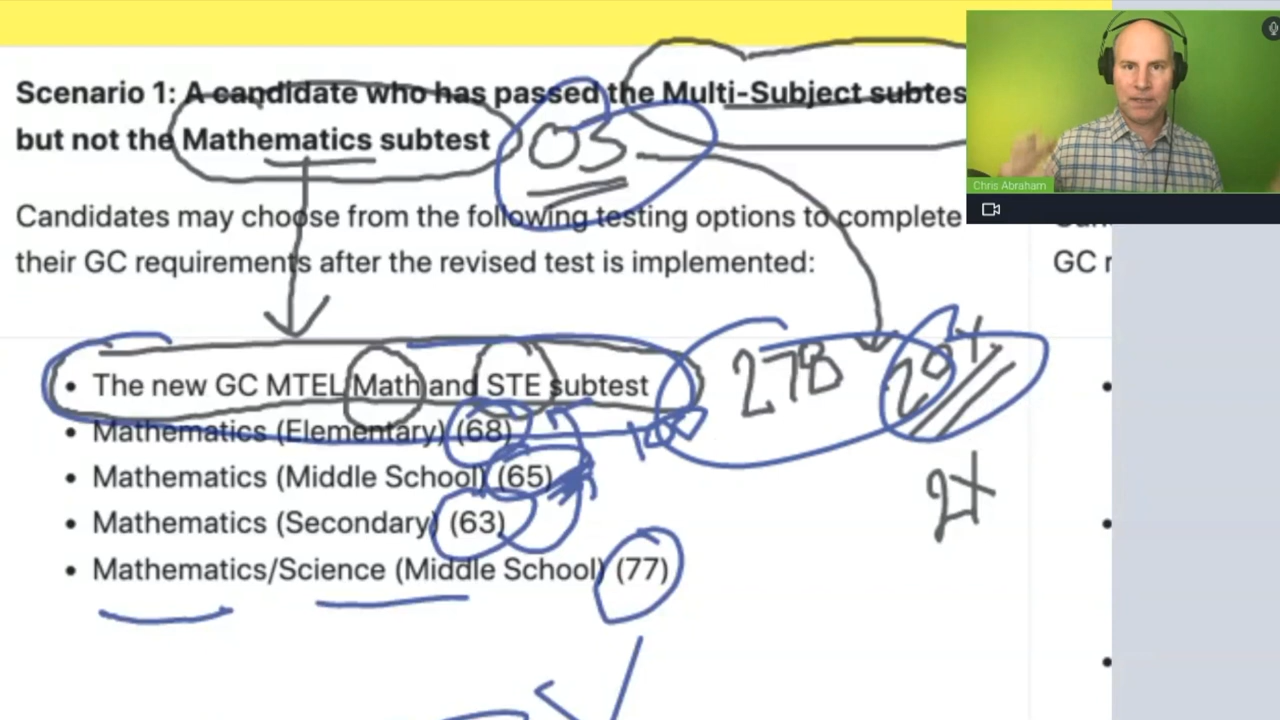 Scenario 1: A candidate who has passed the Multi-Subject subtes
but not the Mathematics subtest
03
Candidates may choose from the following testing options to complete
their GC requirements after the revised test is implemented:
GC r
The new GC MTEL Math and STE subtest
278
Mathematics (Elementary) (68)
Mathematics (Middle School) (65)
Mathematics (Secondary) (63)
Mathematics/Science (Middle School) (77)
Chris Abraham